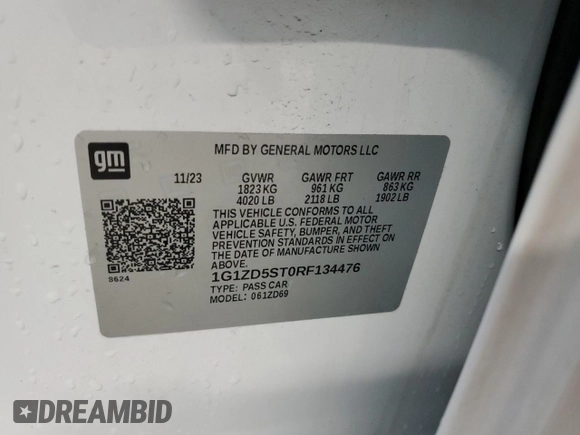 gm
MFD BY GENERAL MOTORS LLC
11/23 GVWR GAWR FRT GAWR RR
1823 KG 961 KG 863 KG
4020 LB 2118 LB 1902 LB
THIS VEHICLE CONFORMS TO ALL
APPLICABLE U.S. FEDERAL MOTOR
VEHICLE SAFETY, BUMPER, AND THEFT
PREVENTION STANDARDS IN EFFECT ON
THE DATE OF MANUFACTURE SHOWN
ABOVE.
1G1ZD5ST0RF134476
TYPE: PASS CAR
MODEL: 061ZD69
8624
DREAMBID